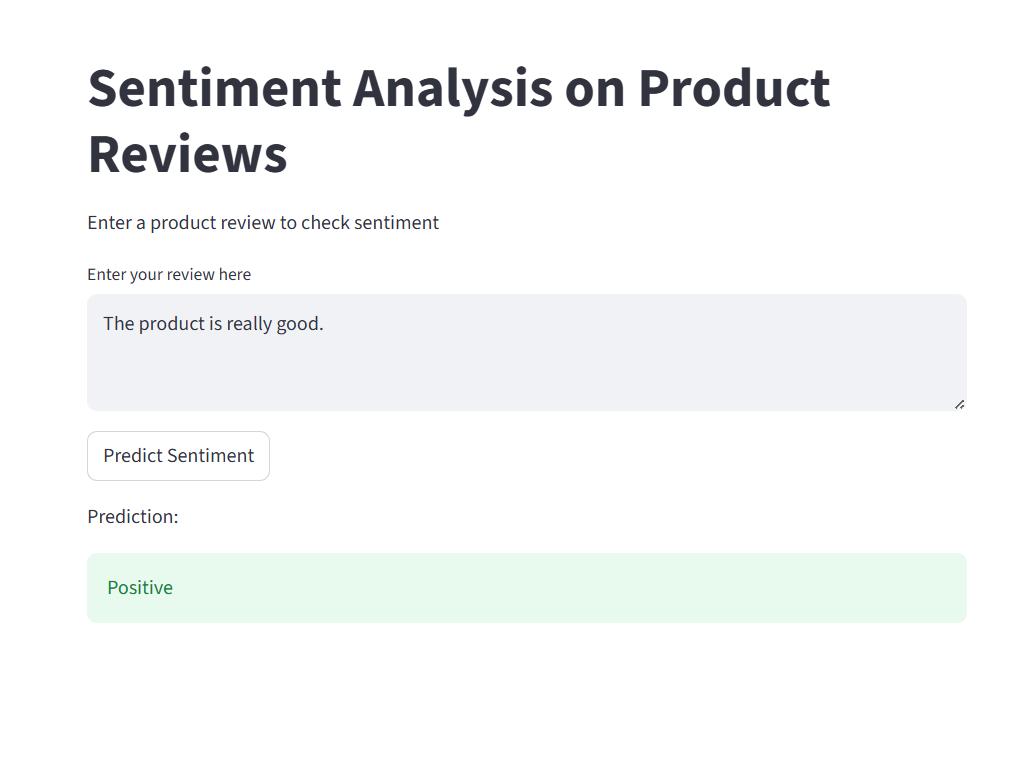 Sentiment Analysis on Product
Reviews
Enter a product review to check sentiment
Enter your review here
The product is really good.
Predict Sentiment
Prediction:
Positive